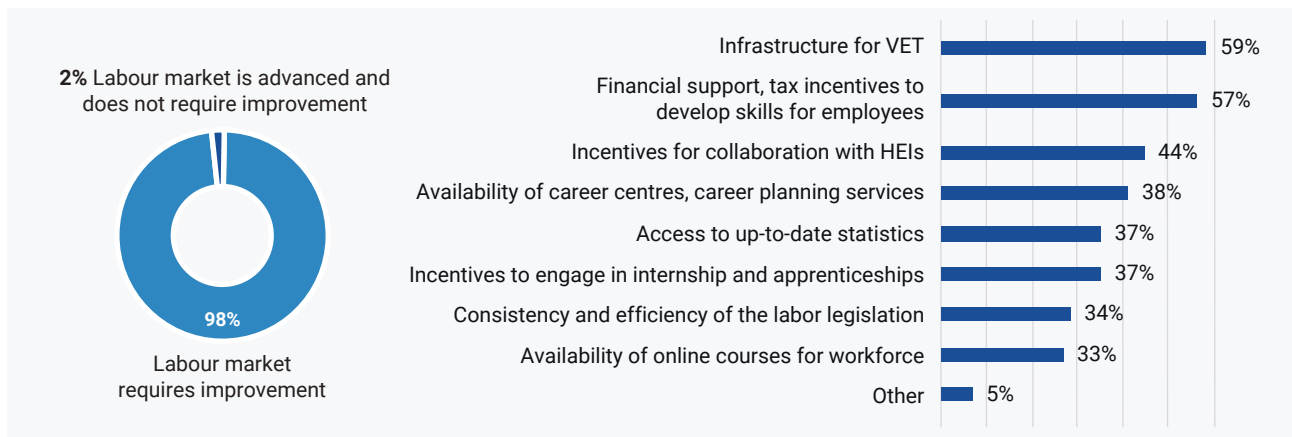 2% Labour market is advanced and
does not require improvement
98%
Labour market
requires improvement
Infrastructure for VET 59%
Financial support, tax incentives to
develop skills for employees 57%
Incentives for collaboration with HEIs 44%
Availability of career centres, career planning services 38%
Access to up-to-date statistics 37%
Incentives to engage in internship and apprenticeships 37%
Consistency and efficiency of the labor legislation 34%
Availability of online courses for workforce 33%
Other 5%